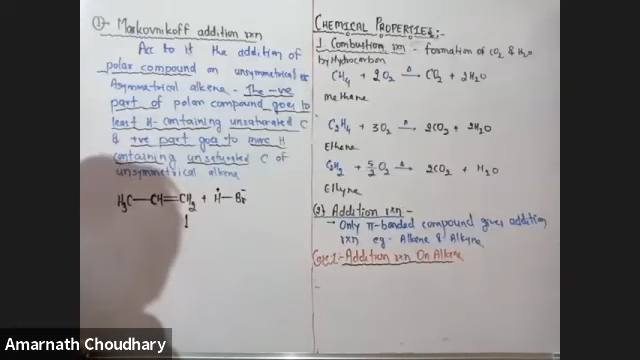 ① - Markovnikoff addition rxn
Acc to it the addition of
polar compound on unsymmetrical or
Asymmetrical alkene - The -ve
part of polar compound goes to
least H- containing unsaturated C
& +ve part goa to more H
containing unsaturated C of
unsymmetrical alkene
H₃C—CH=CH₂ + H—Br
CHEMICAL PROPERTIES:-
1 Combustion rxn - formation of CO₂ & H₂O
by Hydrocarbon
CH₄ + 2O₂ →Δ CO₂ + 2H₂O
methane
C₂H₄ + 3O₂ →Δ 2CO₂ + 2H₂O
Ethene
C₂H₂ + 5/2 O₂ →Δ 2CO₂ + H₂O
Ethyne
(2) Addition rxn:-
→ Only π-bonded compound gives addition
rxn eg- Alkene & Alkyne
Addition rxn On Alkene
Amarnath Choudhary